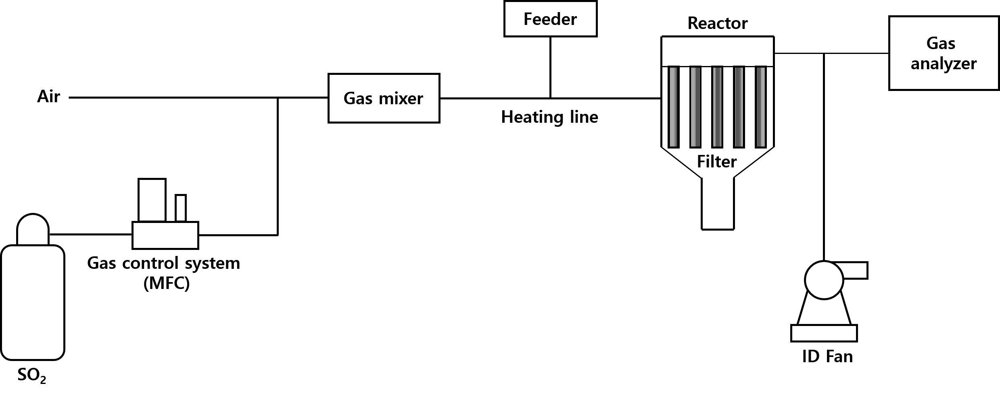 Feeder
Reactor
Gas
analyzer
Air
Gas mixer
Heating line
Filter
Gas control system
(MFC)
ID Fan
SO₂